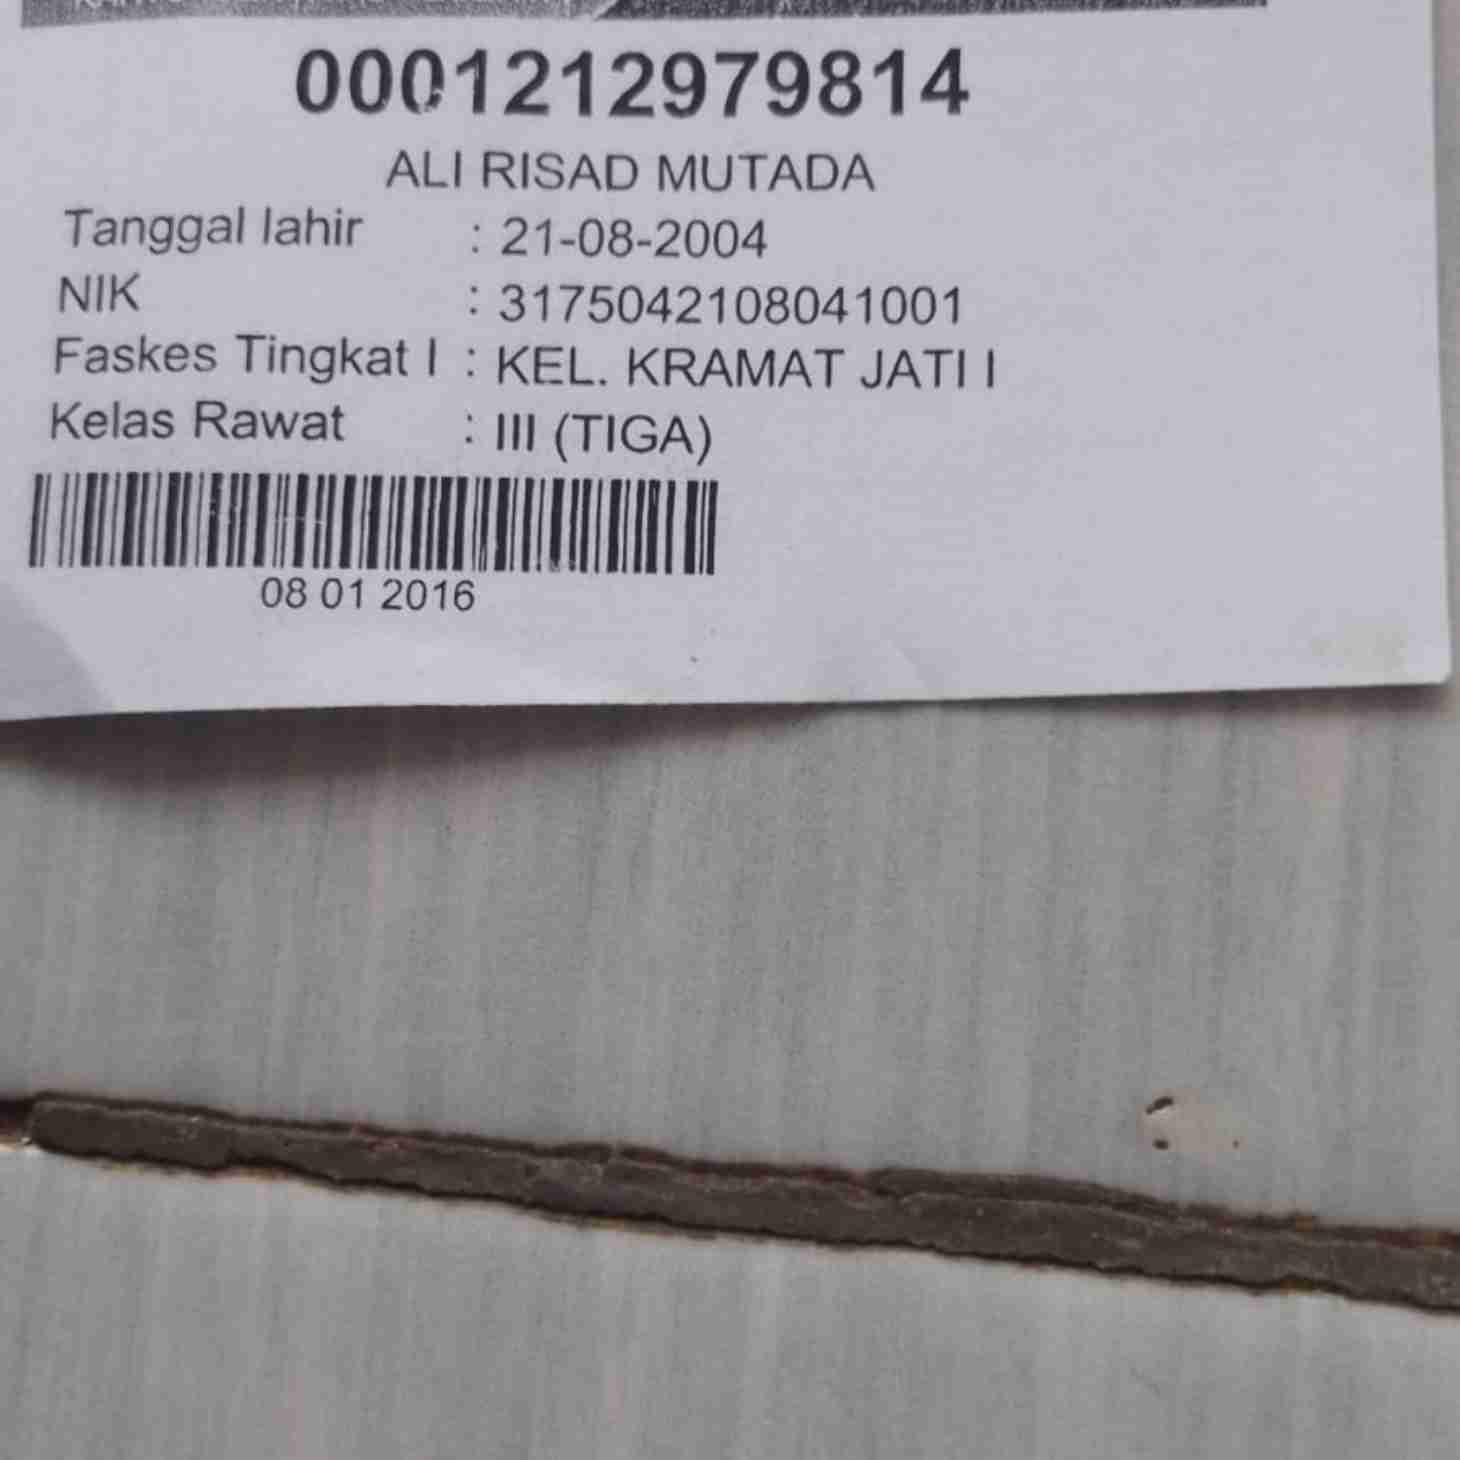 0001212979814
ALI RISAD MUTADA
Tanggal lahir : 21-08-2004
NIK : 3175042108041001
Faskes Tingkat I : KEL. KRAMAT JATI I
Kelas Rawat : III (TIGA)
08 01 2016